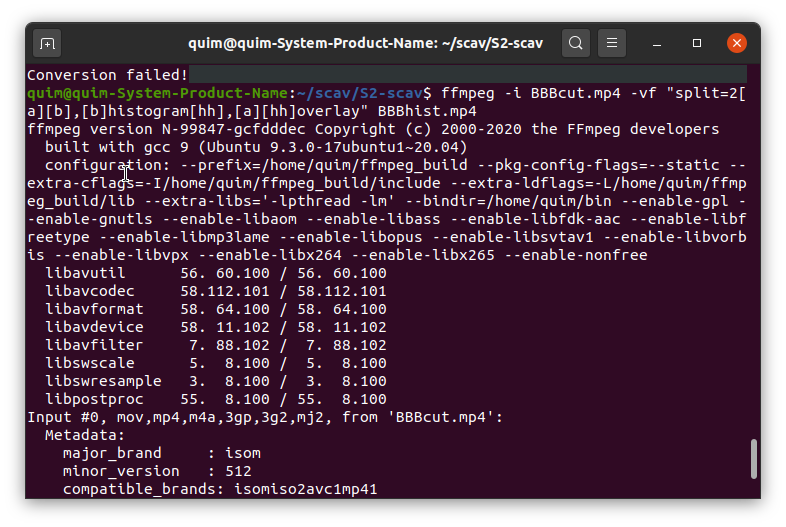 quim@quim-System-Product-Name: ~/scav/S2-scav
Conversion failed!
quim@quim-System-Product-Name:~/scav/S2-scav$ ffmpeg -i BBBcut.mp4 -vf "split=2[
a][b],[b]histogram[hh],[a][hh]overlay" BBBhist.mp4
ffmpeg version N-99847-gcfdddec Copyright (c) 2000-2020 the FFmpeg developers
  built with gcc 9 (Ubuntu 9.3.0-17ubuntu1~20.04)
  configuration: --prefix=/home/quim/ffmpeg_build --pkg-config-flags=--static --
extra-cflags=-I/home/quim/ffmpeg_build/include --extra-ldflags=-L/home/quim/ffmp
eg_build/lib --extra-libs='-lpthread -lm' --bindir=/home/quim/bin --enable-gpl -
-enable-gnutls --enable-libaom --enable-libass --enable-libfdk-aac --enable-libf
reetype --enable-libmp3lame --enable-libopus --enable-libsvtav1 --enable-libvorb
is --enable-libvpx --enable-libx264 --enable-libx265 --enable-nonfree
  libavutil      56. 60.100 / 56. 60.100
  libavcodec     58.112.101 / 58.112.101
  libavformat    58. 64.100 / 58. 64.100
  libavdevice    58. 11.102 / 58. 11.102
  libavfilter     7. 88.102 /  7. 88.102
  libswscale      5.  8.100 /  5.  8.100
  libswresample   3.  8.100 /  3.  8.100
  libpostproc    55.  8.100 / 55.  8.100
Input #0, mov,mp4,m4a,3gp,3g2,mj2, from 'BBBcut.mp4':
  Metadata:
    major_brand     : isom
    minor_version   : 512
    compatible_brands: isomiso2avc1mp41